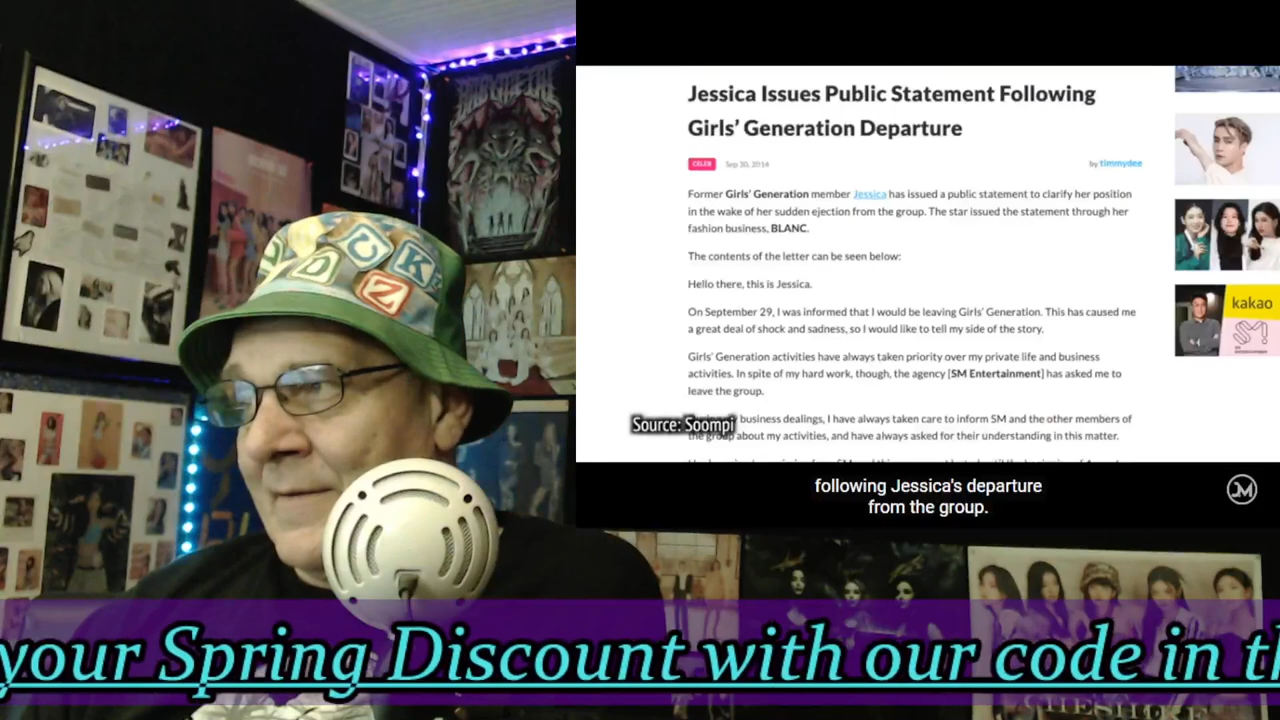 BABYMETAL
D
C
K
Z
Jessica Issues Public Statement Following
Girls’ Generation Departure
CELEB Sep 30, 2014 by timmydee
Former Girls’ Generation member Jessica has issued a public statement to clarify her position
in the wake of her sudden ejection from the group. The star issued the statement through her
fashion business, BLANC.
The contents of the letter can be seen below:
Hello there, this is Jessica.
On September 29, I was informed that I would be leaving Girls’ Generation. This has caused me
a great deal of shock and sadness, so I would like to tell my side of the story.
Girls’ Generation activities have always taken priority over my private life and business
activities. In spite of my hard work, though, the agency [SM Entertainment] has asked me to
leave the group.
business dealings, I have always taken care to inform SM and the other members of
the group about my activities, and have always asked for their understanding in this matter.
Source: Soompi
kakao
following Jessica's departure
from the group.
JM
your Spring Discount with our code in th